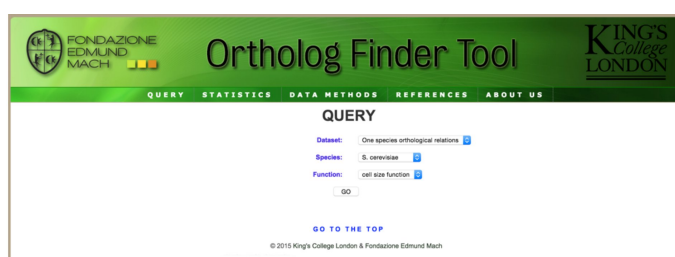 FONDAZIONE
EDMUND
MACH
Ortholog Finder Tool
KING'S
College
LONDON
QUERY STATISTICS DATA METHODS REFERENCES ABOUT US
QUERY
Dataset: One species orthological relations
Species: S. cerevisiae
Function: cell size function
GO
GO TO THE TOP
© 2015 King's College London & Fondazione Edmund Mach